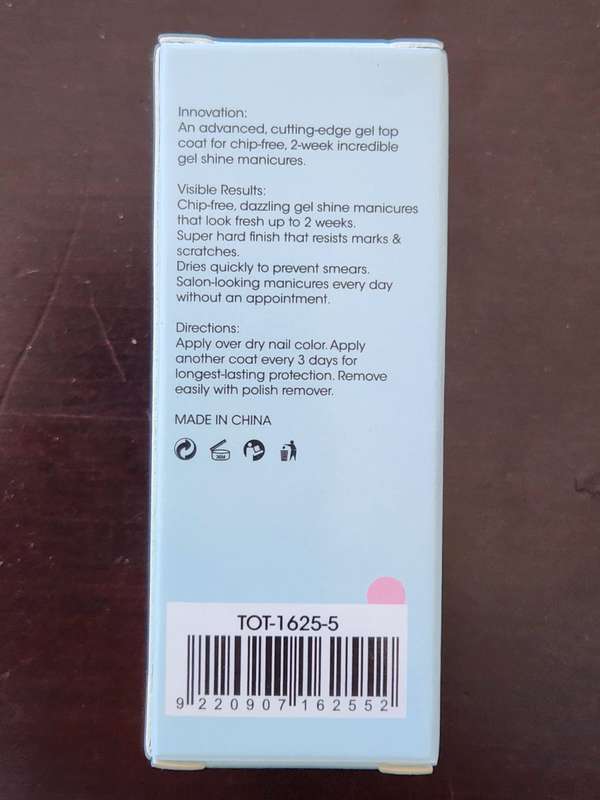 Innovation:
An advanced, cutting-edge gel top
coat for chip-free, 2-week incredible
gel shine manicures.
Visible Results:
Chip-free, dazzling gel shine manicures
that look fresh up to 2 weeks.
Super hard finish that resists marks &
scratches.
Dries quickly to prevent smears.
Salon-looking manicures every day
without an appointment.
Directions:
Apply over dry nail color. Apply
another coat every 3 days for
longest-lasting protection. Remove
easily with polish remover.
MADE IN CHINA
TOT-1625-5
9 220907 162552